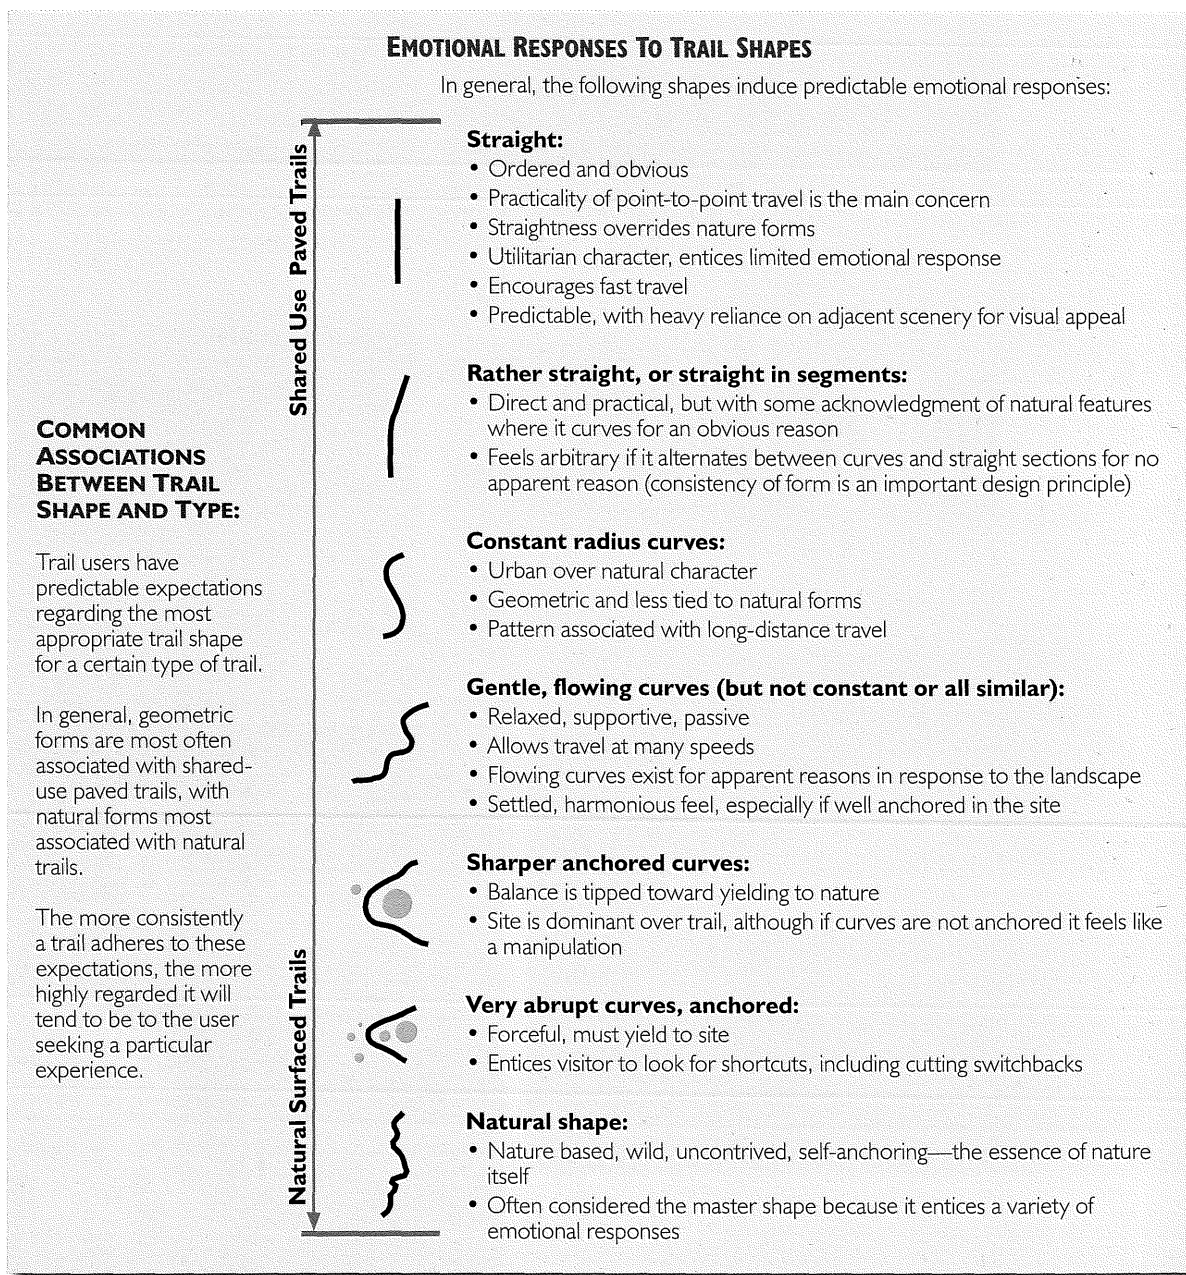 EMOTIONAL RESPONSES TO TRAIL SHAPES
In general, the following shapes induce predictable emotional responses:
Shared Use Paved Trails
Natural Surfaced Trails
COMMON
ASSOCIATIONS
BETWEEN TRAIL
SHAPE AND TYPE:
Trail users have
predictable expectations
regarding the most
appropriate trail shape
for a certain type of trail.
In general, geometric
forms are most often
associated with shared-
use paved trails, with
natural forms most
associated with natural
trails.
The more consistently
a trail adheres to these
expectations, the more
highly regarded it will
tend to be to the user
seeking a particular
experience.
Straight:
• Ordered and obvious
• Practicality of point-to-point travel is the main concern
• Straightness overrides nature forms
• Utilitarian character, entices limited emotional response
• Encourages fast travel
• Predictable, with heavy reliance on adjacent scenery for visual appeal
Rather straight, or straight in segments:
• Direct and practical, but with some acknowledgment of natural features
where it curves for an obvious reason
• Feels arbitrary if it alternates between curves and straight sections for no
apparent reason (consistency of form is an important design principle)
Constant radius curves:
• Urban over natural character
• Geometric and less tied to natural forms
• Pattern associated with long-distance travel
Gentle, flowing curves (but not constant or all similar):
• Relaxed, supportive, passive
• Allows travel at many speeds
• Flowing curves exist for apparent reasons in response to the landscape
• Settled, harmonious feel, especially if well anchored in the site
Sharper anchored curves:
• Balance is tipped toward yielding to nature
• Site is dominant over trail, although if curves are not anchored it feels like
a manipulation
Very abrupt curves, anchored:
• Forceful, must yield to site
• Entices visitor to look for shortcuts, including cutting switchbacks
Natural shape:
• Nature based, wild, uncontrived, self-anchoring—the essence of nature
itself
• Often considered the master shape because it entices a variety of
emotional responses